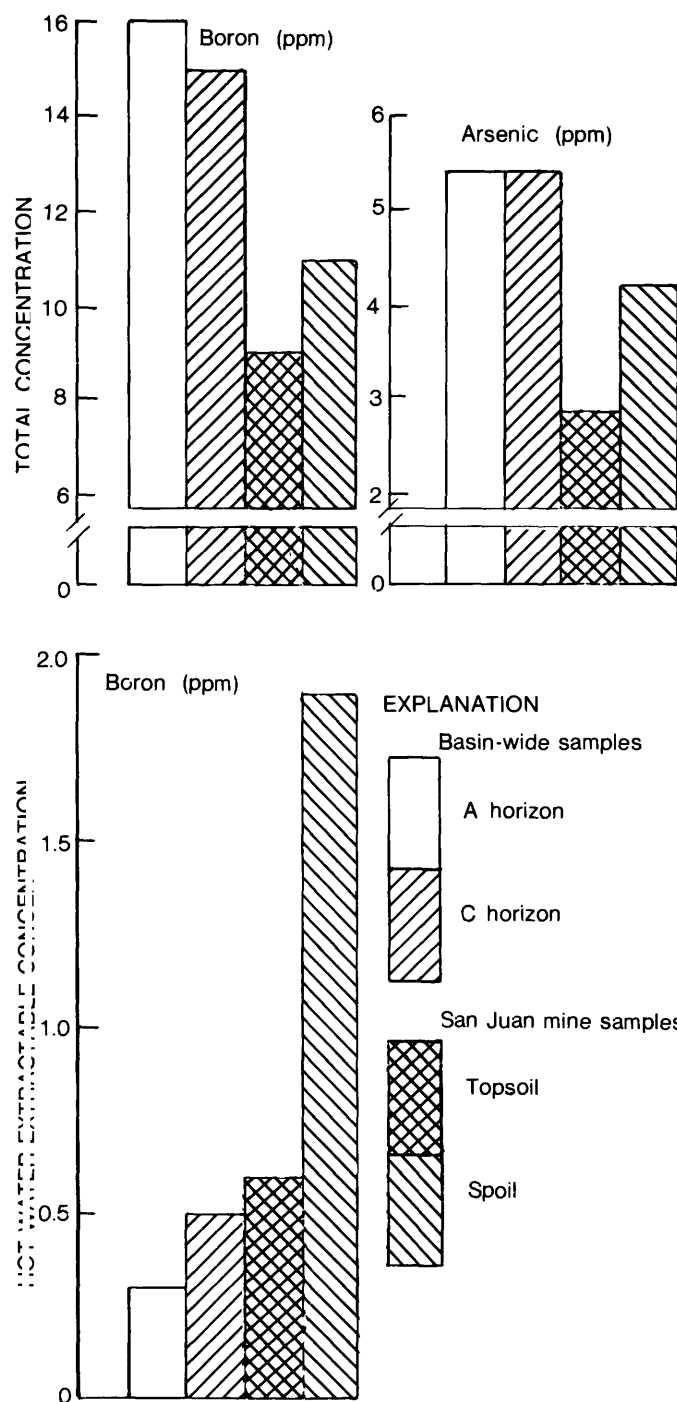 TOTAL CONCENTRATION
Boron (ppm)
16
14
12
10
8
6
0
Arsenic (ppm)
6
5
4
3
2
0
HOT WATER EXTRACTABLE CONCENTRATION
Boron (ppm)
2.0
1.5
1.0
0.5
0
EXPLANATION
Basin-wide samples
A horizon
C horizon
San Juan mine samples
Topsoil
Spoil